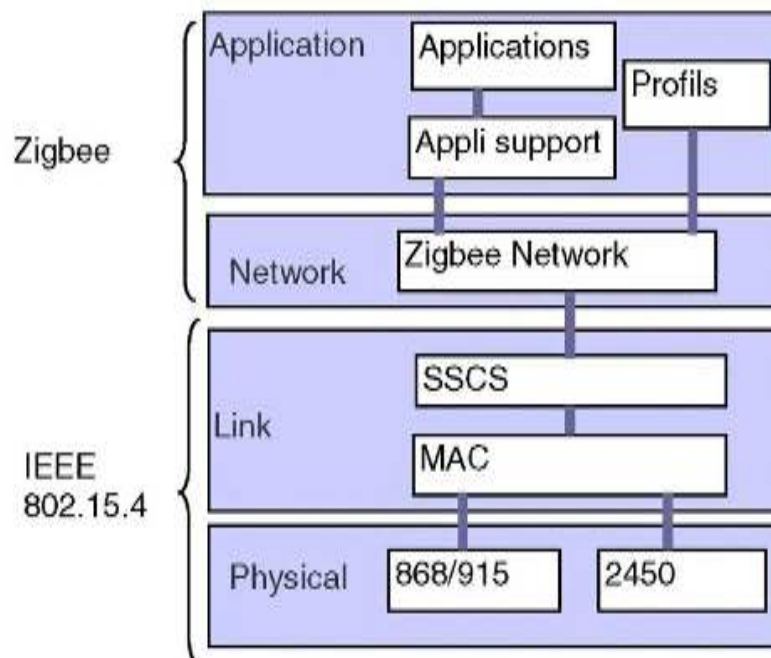 Application
Applications
Profils
Zigbee
Appli support
Network
Zigbee Network
SSCS
Link
MAC
IEEE
802.15.4
Physical
868/915
2450